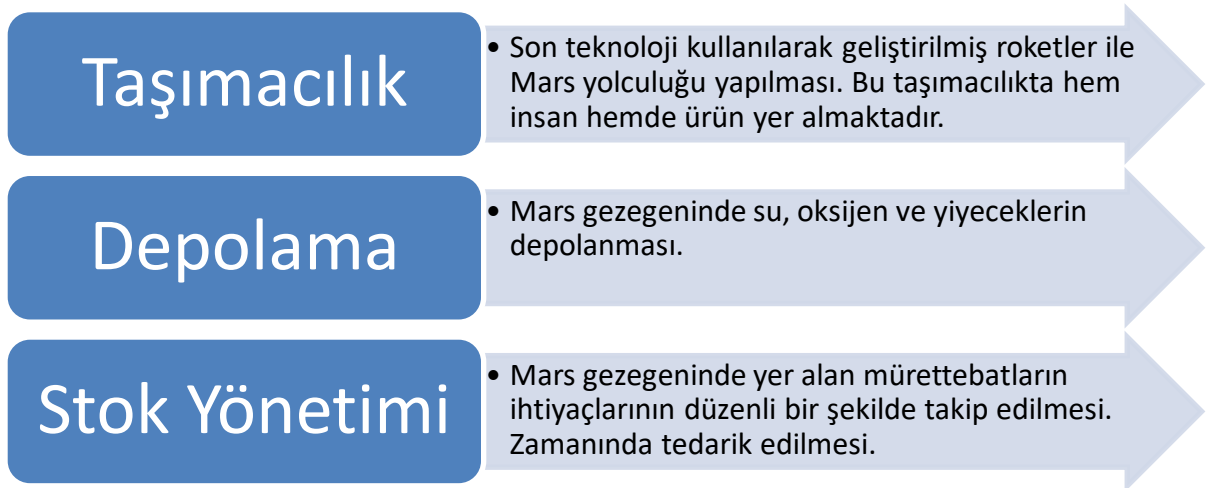 Taşımacılık
• Son teknoloji kullanılarak geliştirilmiş roketler ile
Mars yolculuğu yapılması. Bu taşımacılıkta hem
insan hemde ürün yer almaktadır.
Depolama
• Mars gezegeninde su, oksijen ve yiyeceklerin
depolanması.
Stok Yönetimi
• Mars gezegeninde yer alan mürettebatların
ihtiyaçlarının düzenli bir şekilde takip edilmesi.
Zamanında tedarik edilmesi.